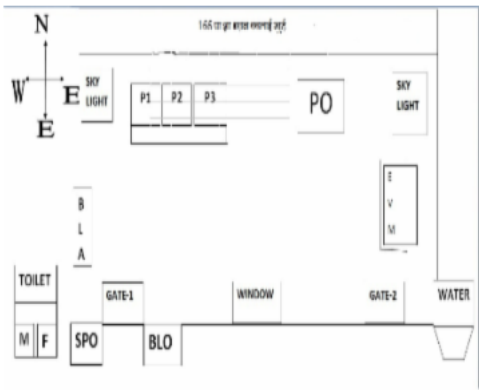 N
W
E
E
SKY
LIGHT
P1
P2
P3
PO
SKY
LIGHT
E
V
M
B
L
A
TOILET
GATE-1
WINDOW
GATE-2
WATER
M
F
SPO
BLO